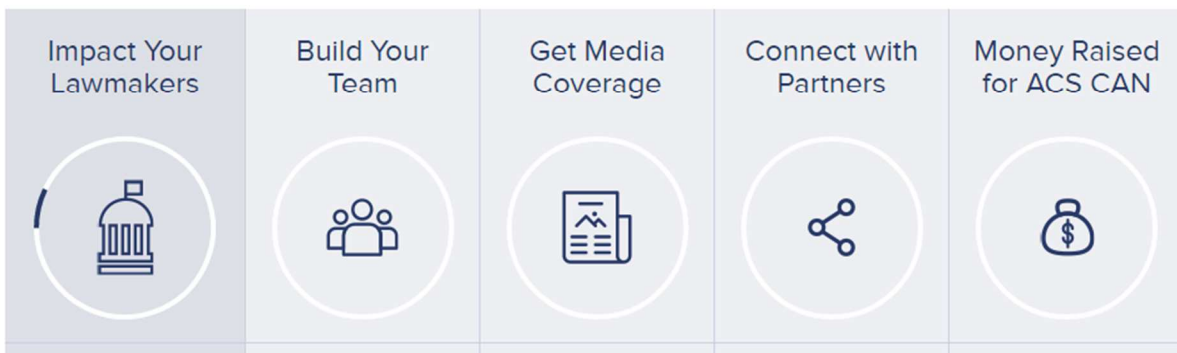 Impact Your
Lawmakers
Build Your
Team
Get Media
Coverage
Connect with
Partners
Money Raised
for ACS CAN
$